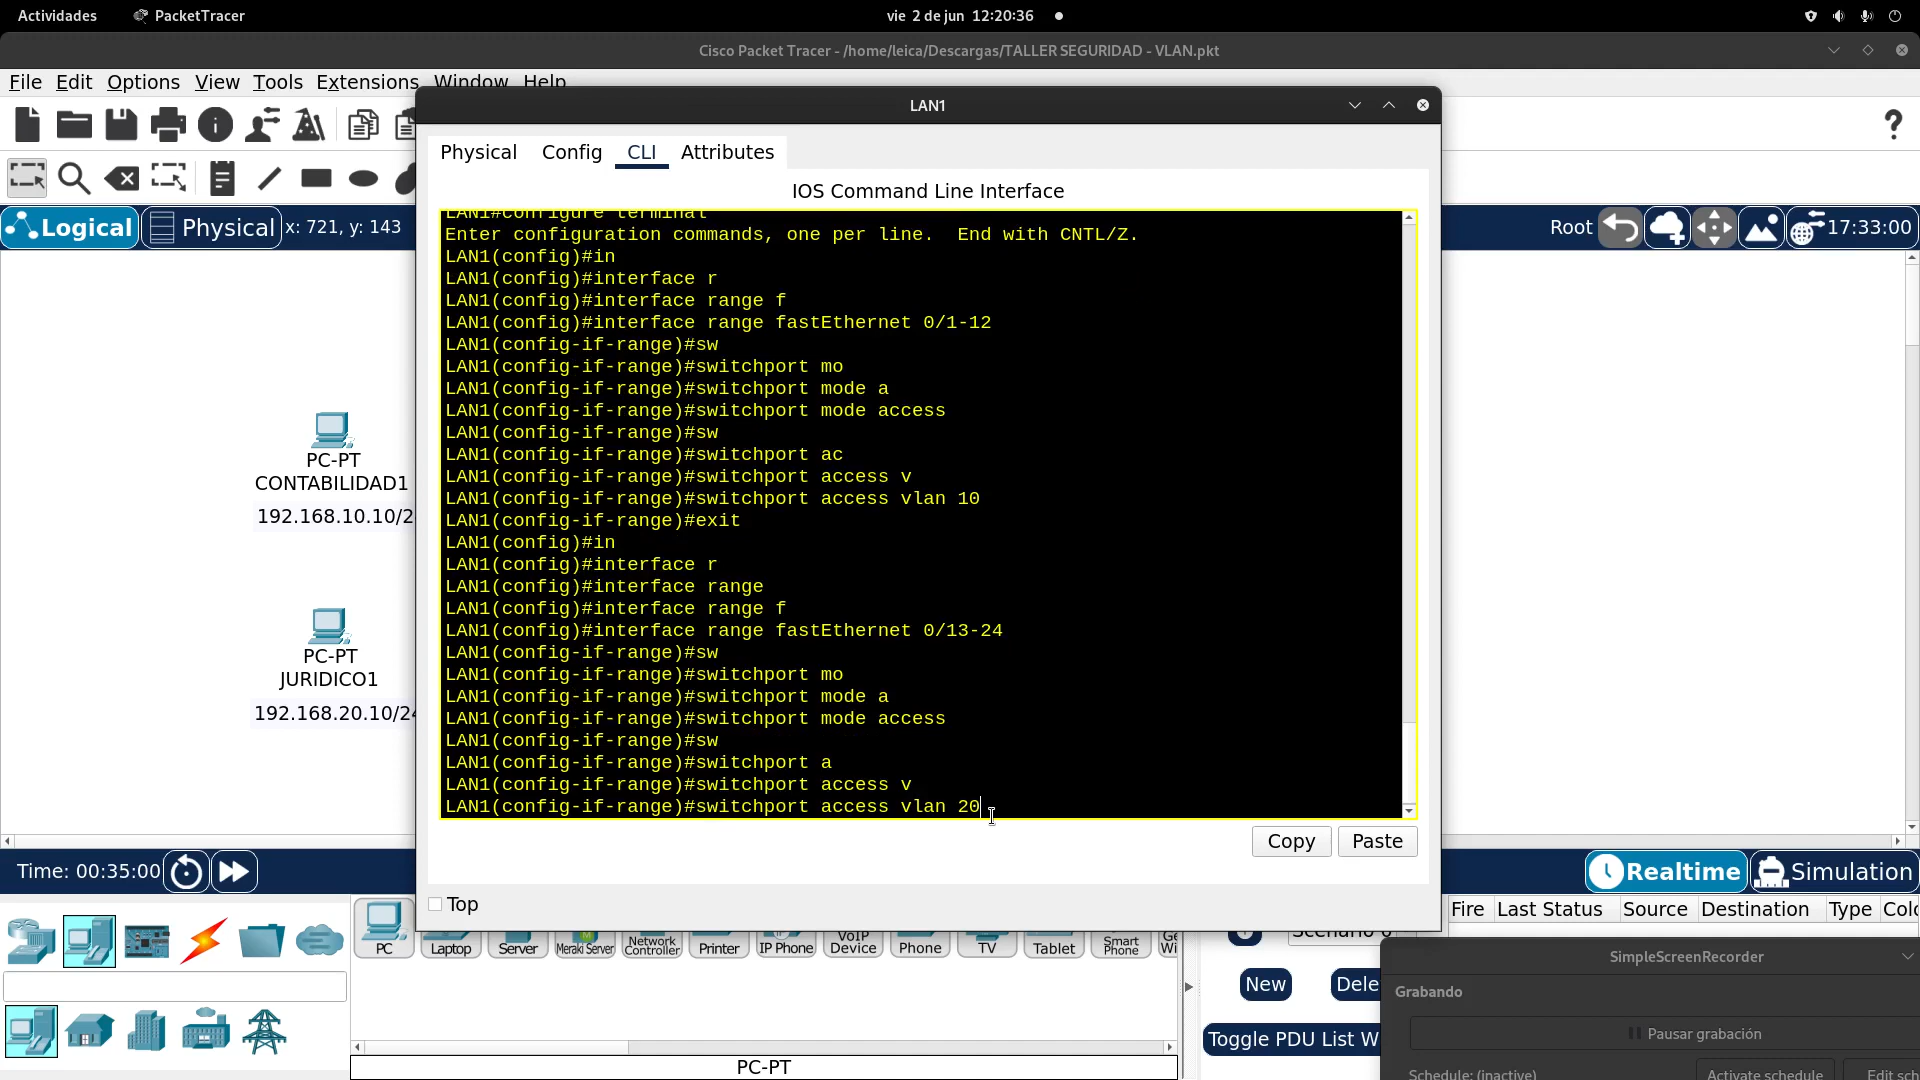 Actividades
PacketTracer
vie 2 de jun 12:20:36
Cisco Packet Tracer - /home/leica/Descargas/TALLER SEGURIDAD - VLAN.pkt
File Edit Options View Tools Extensions Window Help
LAN1
Physical Config CLI Attributes
IOS Command Line Interface
Logical
Physical
x: 721, y: 143
Root
17:33:00
LAN1#configure terminal
Enter configuration commands, one per line. End with CNTL/Z.
LAN1(config)#in
LAN1(config)#interface r
LAN1(config)#interface range f
LAN1(config)#interface range fastEthernet 0/1-12
LAN1(config-if-range)#sw
LAN1(config-if-range)#switchport mo
LAN1(config-if-range)#switchport mode a
LAN1(config-if-range)#switchport mode access
LAN1(config-if-range)#sw
LAN1(config-if-range)#switchport ac
LAN1(config-if-range)#switchport access v
LAN1(config-if-range)#switchport access vlan 10
LAN1(config-if-range)#exit
LAN1(config)#in
LAN1(config)#interface r
LAN1(config)#interface range
LAN1(config)#interface range f
LAN1(config)#interface range fastEthernet 0/13-24
LAN1(config-if-range)#sw
LAN1(config-if-range)#switchport mo
LAN1(config-if-range)#switchport mode a
LAN1(config-if-range)#switchport mode access
LAN1(config-if-range)#sw
LAN1(config-if-range)#switchport a
LAN1(config-if-range)#switchport access v
LAN1(config-if-range)#switchport access vlan 20
PC-PT
CONTABILIDAD1
192.168.10.10/2
PC-PT
JURIDICO1
192.168.20.10/24
Copy
Paste
Top
Time: 00:35:00
Realtime
Simulation
Fire Last Status Source Destination Type Colo
PC
Laptop
Server
Meraki Server
Network Controller
Printer
IP Phone
VoIP Device
Phone
TV
Tablet
Smart Phone
New
Dele
Toggle PDU List W
PC-PT
SimpleScreenRecorder
Grabando
Pausar grabación
Schedule: (inactive)
Activate schedule
Edit sch